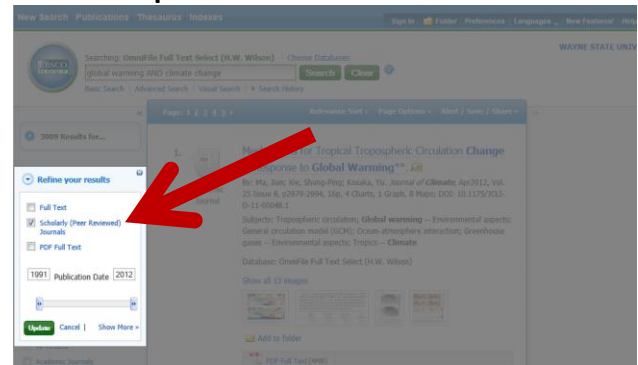 New Search Publications Thesaurus Indexes
Sign In Folder Preferences Languages New Features! Help
Searching: OmniFile Full Text Select (H.W. Wilson) Choose Databases
WAYNE STATE UNIV
EBSCO
global warming AND climate change Search Clear
Basic Search Advanced Search Visual Search Search History
Page: 1 2 3 4 5 Relevance Sort Page Options Alert / Save / Share
3009 Results for...
1. Change
Response to Global Warming**.
By: Ma, Jian; Xie, Shang-Ping; Kosaka, Yu. Journal of Climate; Apr2012, Vol.
25 Issue 8, p2979-2994, 16p, 4 Charts, 1 Graph, 8 Maps; DOI: 10.1175/JCLI-
D-11-00048.1
Journal
Subjects: Tropospheric circulation; Global warming -- Environmental aspects;
General circulation model (GCM); Ocean-atmosphere interaction; Greenhouse
gases -- Environmental aspects; Tropics -- Climate
Database: OmniFile Full Text Select (H.W. Wilson)
Show all 13 images
Add to folder
PDF Full Text (4MB)
Refine your results
Full Text
Scholarly (Peer Reviewed)
Journals
PDF Full Text
1991 Publication Date 2012
Update Cancel | Show More »
Academic Journals